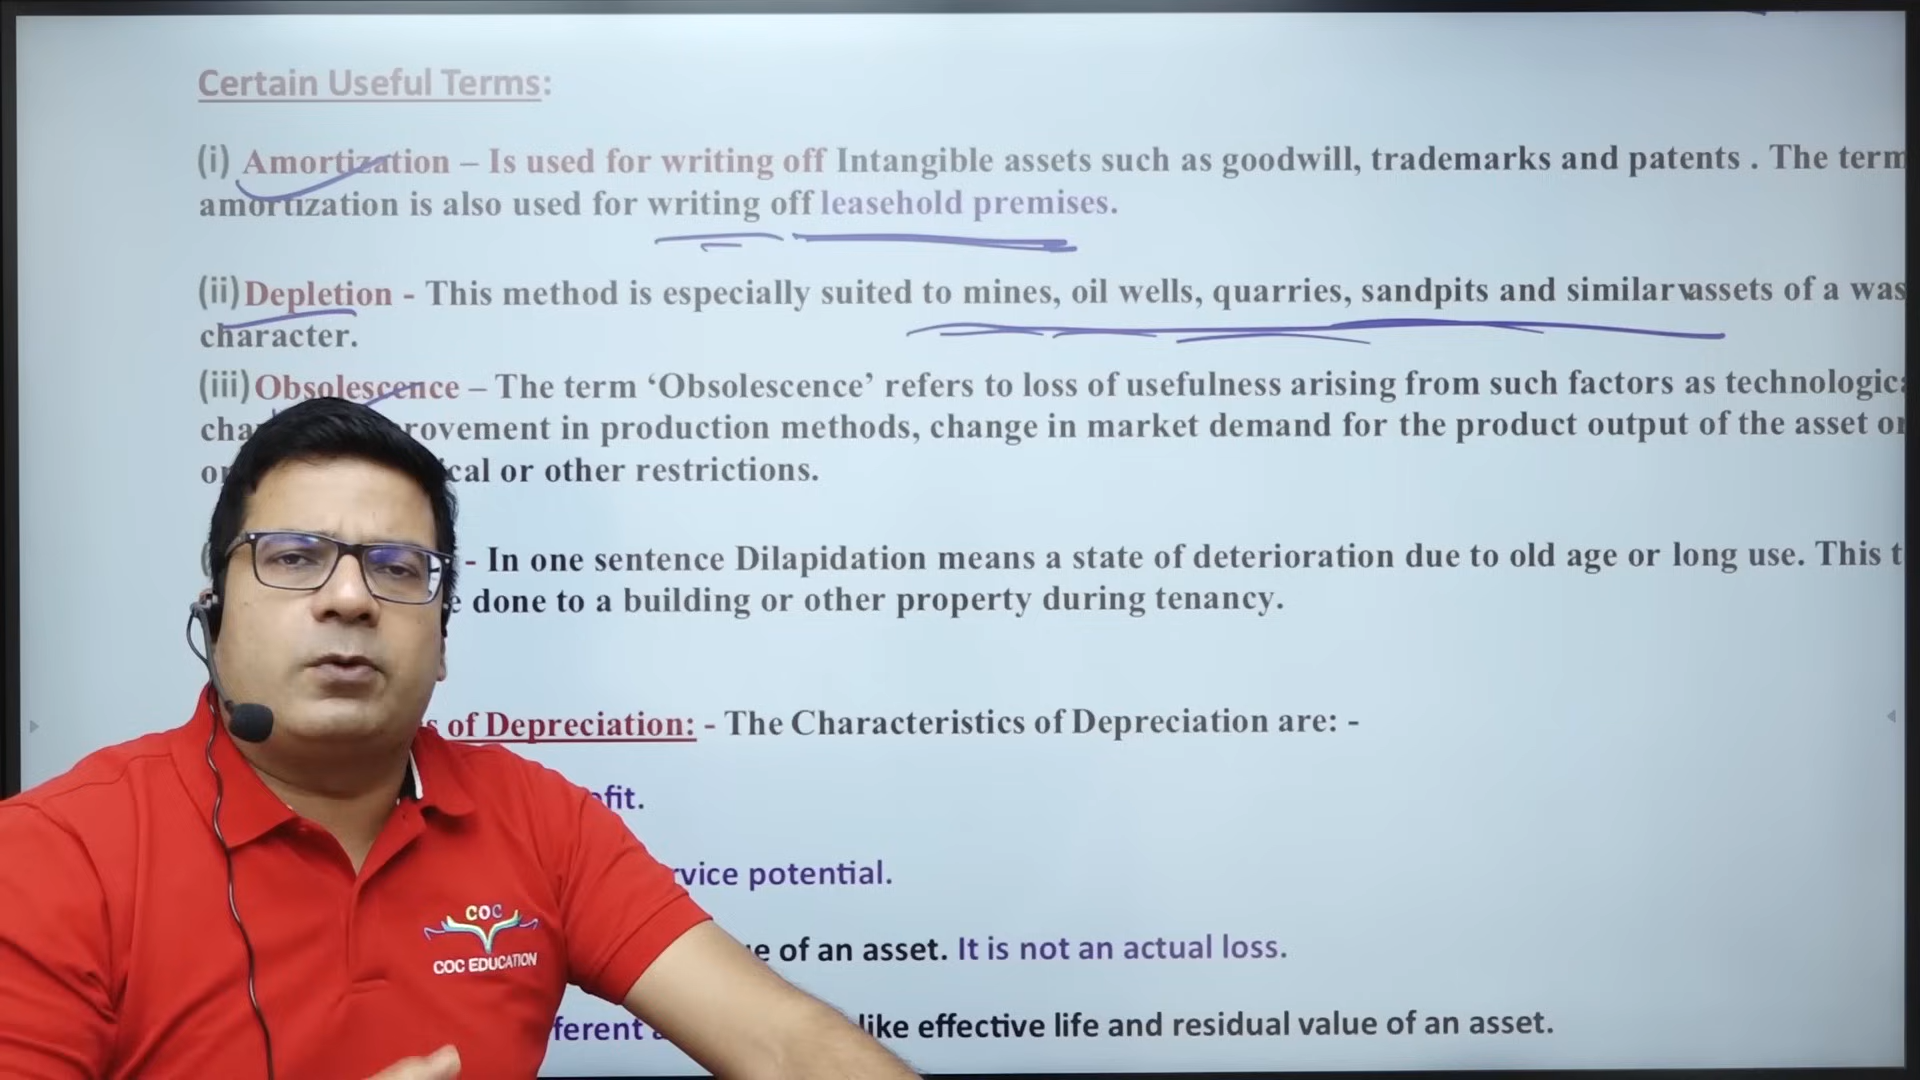 Certain Useful Terms:
(i) Amortization – Is used for writing off Intangible assets such as goodwill, trademarks and patents . The term
amortization is also used for writing off leasehold premises.
(ii) Depletion - This method is especially suited to mines, oil wells, quarries, sandpits and similar assets of a was
character.
(iii) Obsolescence – The term ‘Obsolescence’ refers to loss of usefulness arising from such factors as
rovement in production methods, change in market demand for the product output of the asset or
cal or other restrictions.
- In one sentence Dilapidation means a state of deterioration due to old age or long use. This t
done to a building or other property during tenancy.
of Depreciation: - The Characteristics of Depreciation are: -
fit.
rvice potential.
e of an asset. It is not an actual loss.
ferent like effective life and residual value of an asset.
COC
COC EDUCATION